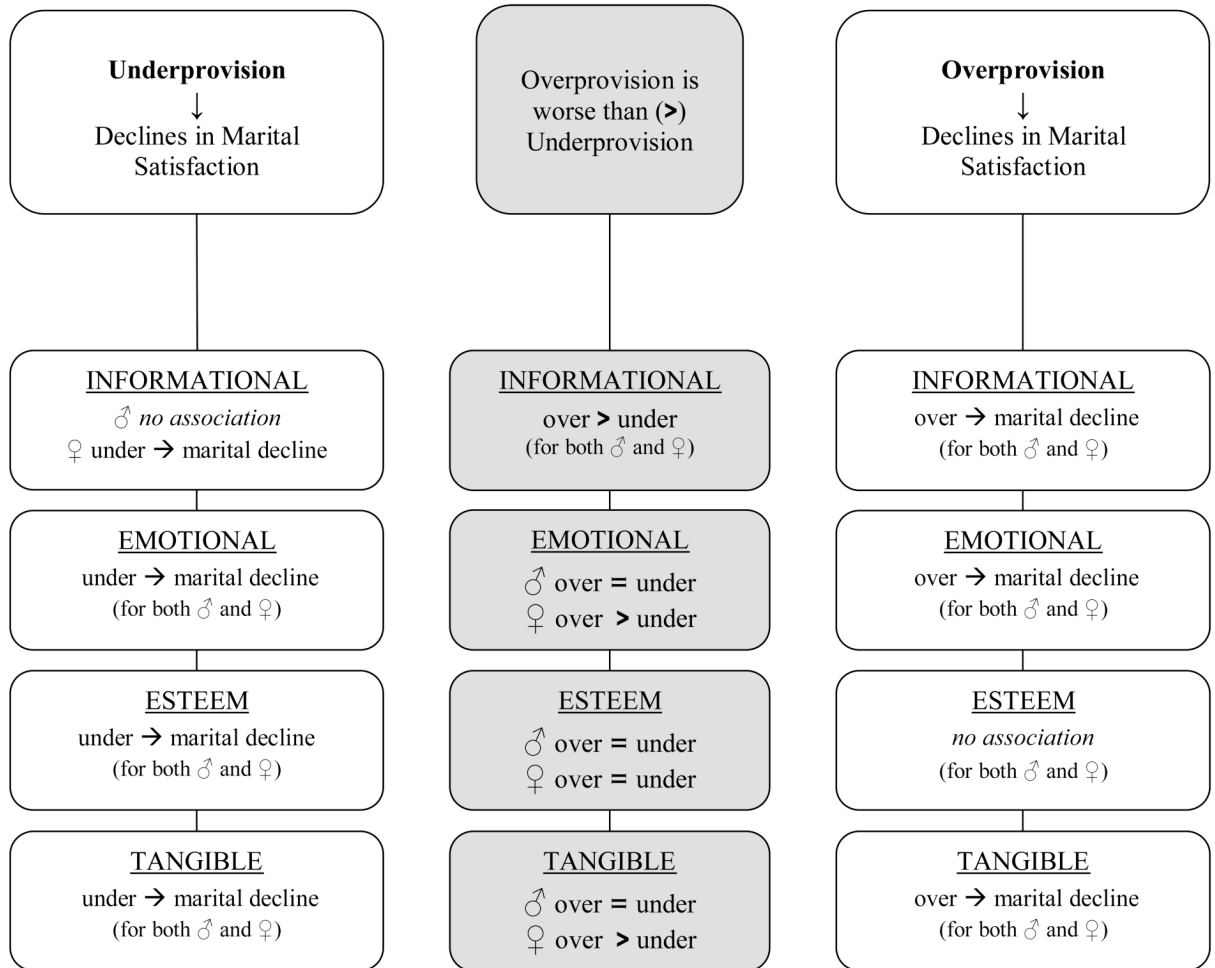 Underprovision
↓
Declines in Marital
Satisfaction
INFORMATIONAL
♂ no association
♀ under → marital decline
EMOTIONAL
under → marital decline
(for both ♂ and ♀)
ESTEEM
under → marital decline
(for both ♂ and ♀)
TANGIBLE
under → marital decline
(for both ♂ and ♀)
Overprovision is
worse than (>)
Underprovision
INFORMATIONAL
over > under
(for both ♂ and ♀)
EMOTIONAL
♂ over = under
♀ over > under
ESTEEM
♂ over = under
♀ over = under
TANGIBLE
♂ over = under
♀ over > under
Overprovision
↓
Declines in Marital
Satisfaction
INFORMATIONAL
over → marital decline
(for both ♂ and ♀)
EMOTIONAL
over → marital decline
(for both ♂ and ♀)
ESTEEM
no association
(for both ♂ and ♀)
TANGIBLE
over → marital decline
(for both ♂ and ♀)